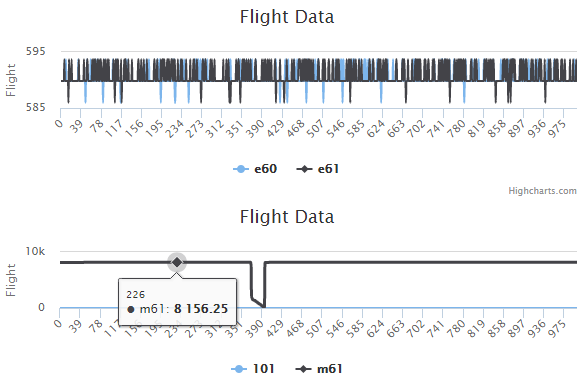 Flight Data
595
Flight
585
0 39 78 117 156 195 234 273 312 351 390 429 468 507 546 585 624 663 702 741 780 819 858 897 936 975
e60 e61
Highcharts.com
Flight Data
10k
Flight
226
● m61: 8 156.25
0
0 39 78 117 351 390 429 468 507 546 585 624 663 702 741 780 819 858 897 936 975
101 m61